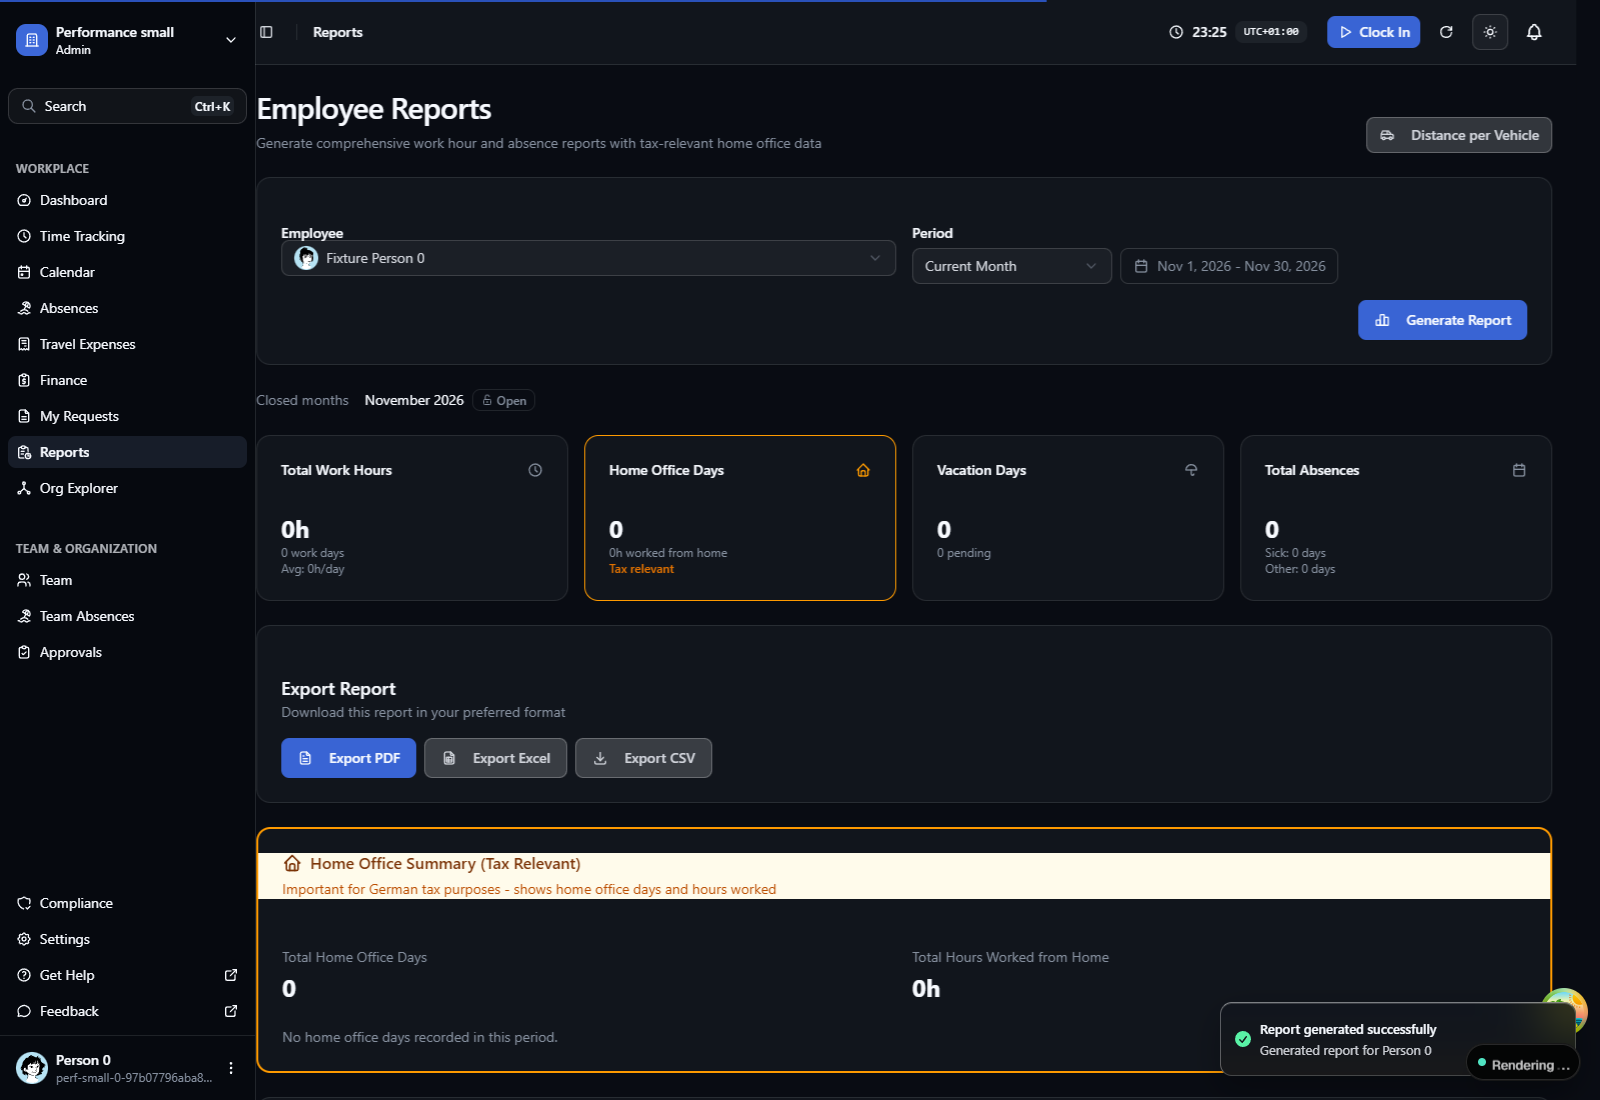 Performance small
Admin
Search
Ctrl+K
WORKPLACE
Dashboard
Time Tracking
Calendar
Absences
Travel Expenses
Finance
My Requests
Reports
Org Explorer
TEAM & ORGANIZATION
Team
Team Absences
Approvals
Compliance
Settings
Get Help
Feedback
Person 0
perf-small-0-97b07796aba8...
Reports
23:25
UTC+01:00
Clock In
Employee Reports
Generate comprehensive work hour and absence reports with tax-relevant home office data
Distance per Vehicle
Employee
Fixture Person 0
Period
Current Month
Nov 1, 2026 - Nov 30, 2026
Generate Report
Closed months
November 2026
Open
Total Work Hours
0h
0 work days
Avg: 0h/day
Home Office Days
0
0h worked from home
Tax relevant
Vacation Days
0
0 pending
Total Absences
0
Sick: 0 days
Other: 0 days
Export Report
Download this report in your preferred format
Export PDF
Export Excel
Export CSV
Home Office Summary (Tax Relevant)
Important for German tax purposes - shows home office days and hours worked
Total Home Office Days
0
Total Hours Worked from Home
0h
No home office days recorded in this period.
Report generated successfully
Generated report for Person 0
Rendering ...